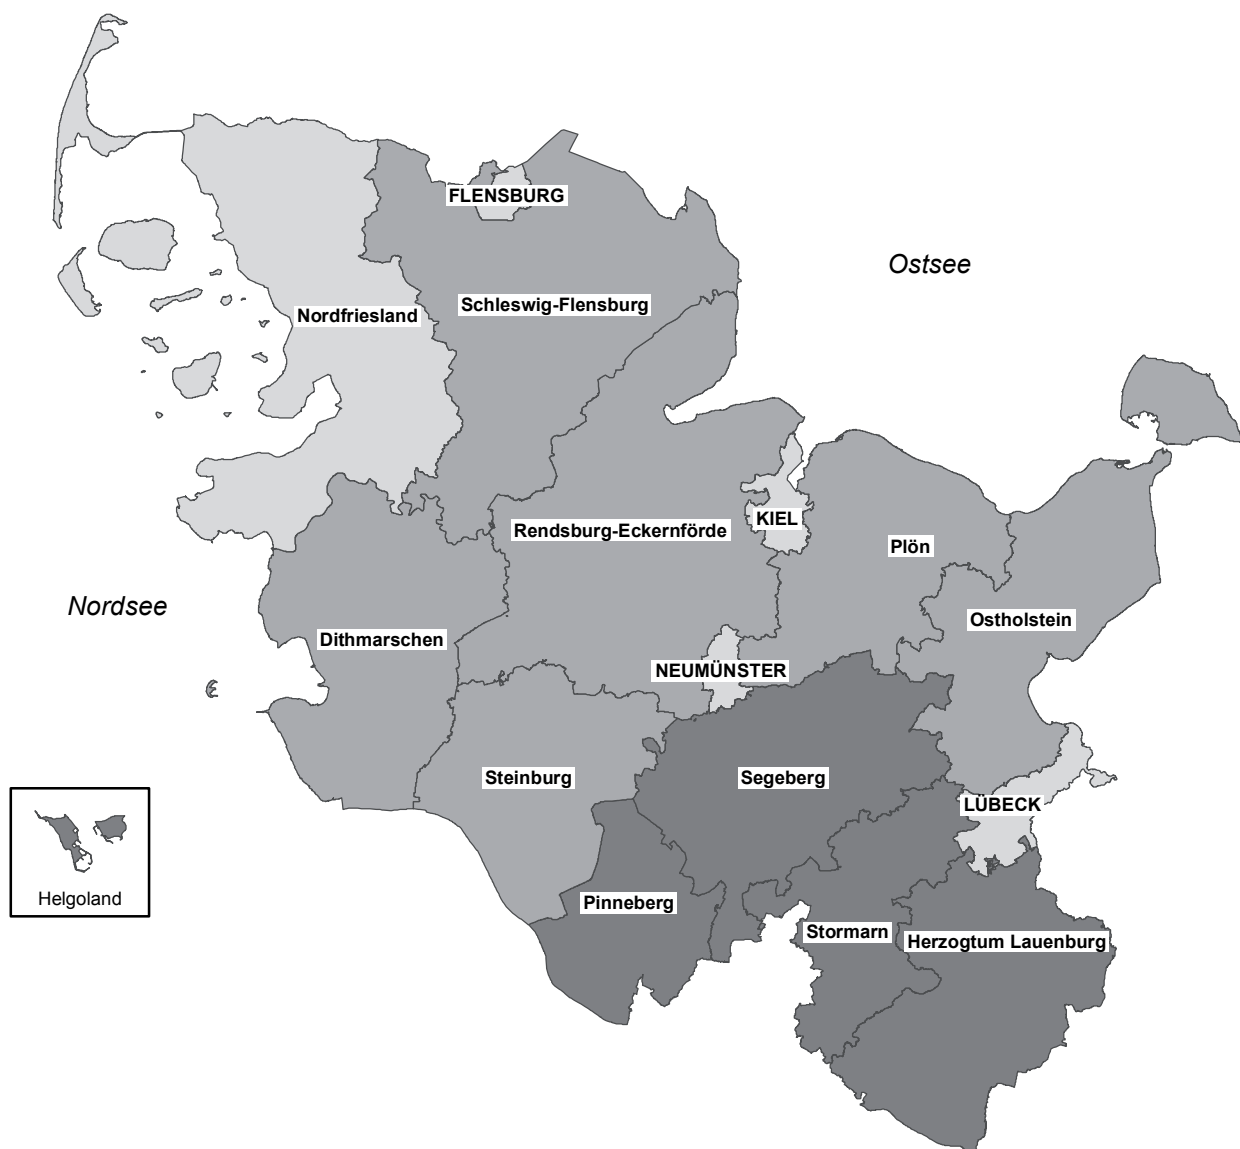 FLENSBURG
Ostsee
Schleswig-Flensburg
Nordfriesland
KIEL
Rendsburg-Eckernförde
Plön
Nordsee
Ostholstein
Dithmarschen
NEUMÜNSTER
Steinburg
Segeberg
LÜBECK
Helgoland
Pinneberg
Stormarn
Herzogtum Lauenburg